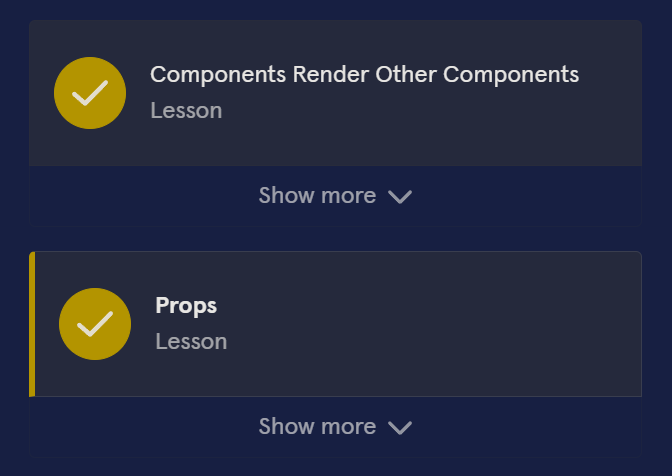 Components Render Other Components
Lesson
Show more
Props
Lesson
Show more